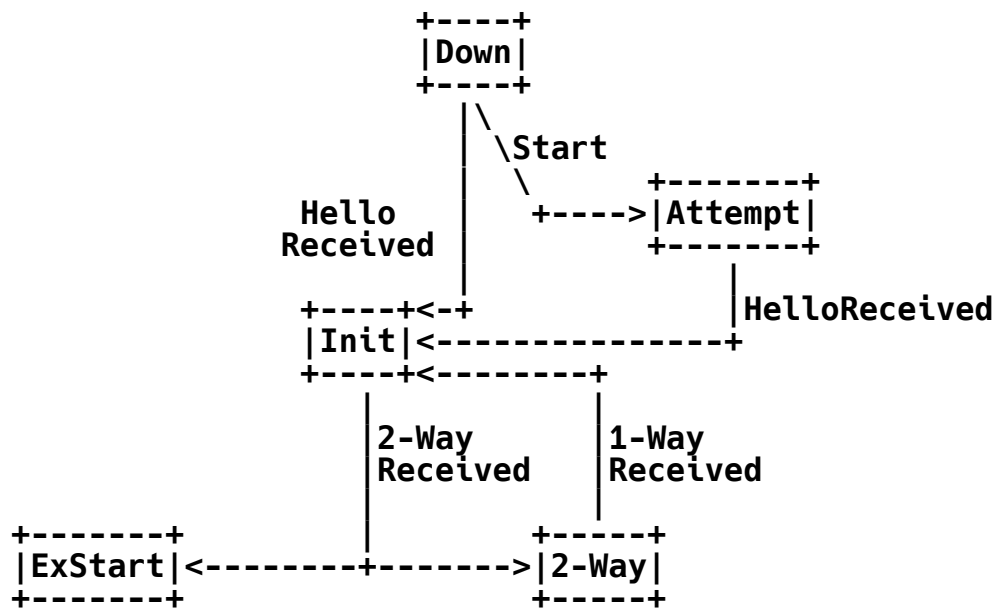 Down
Start
Hello
Received
Attempt
HelloReceived
Init
2-Way
Received
1-Way
Received
ExStart
2-Way